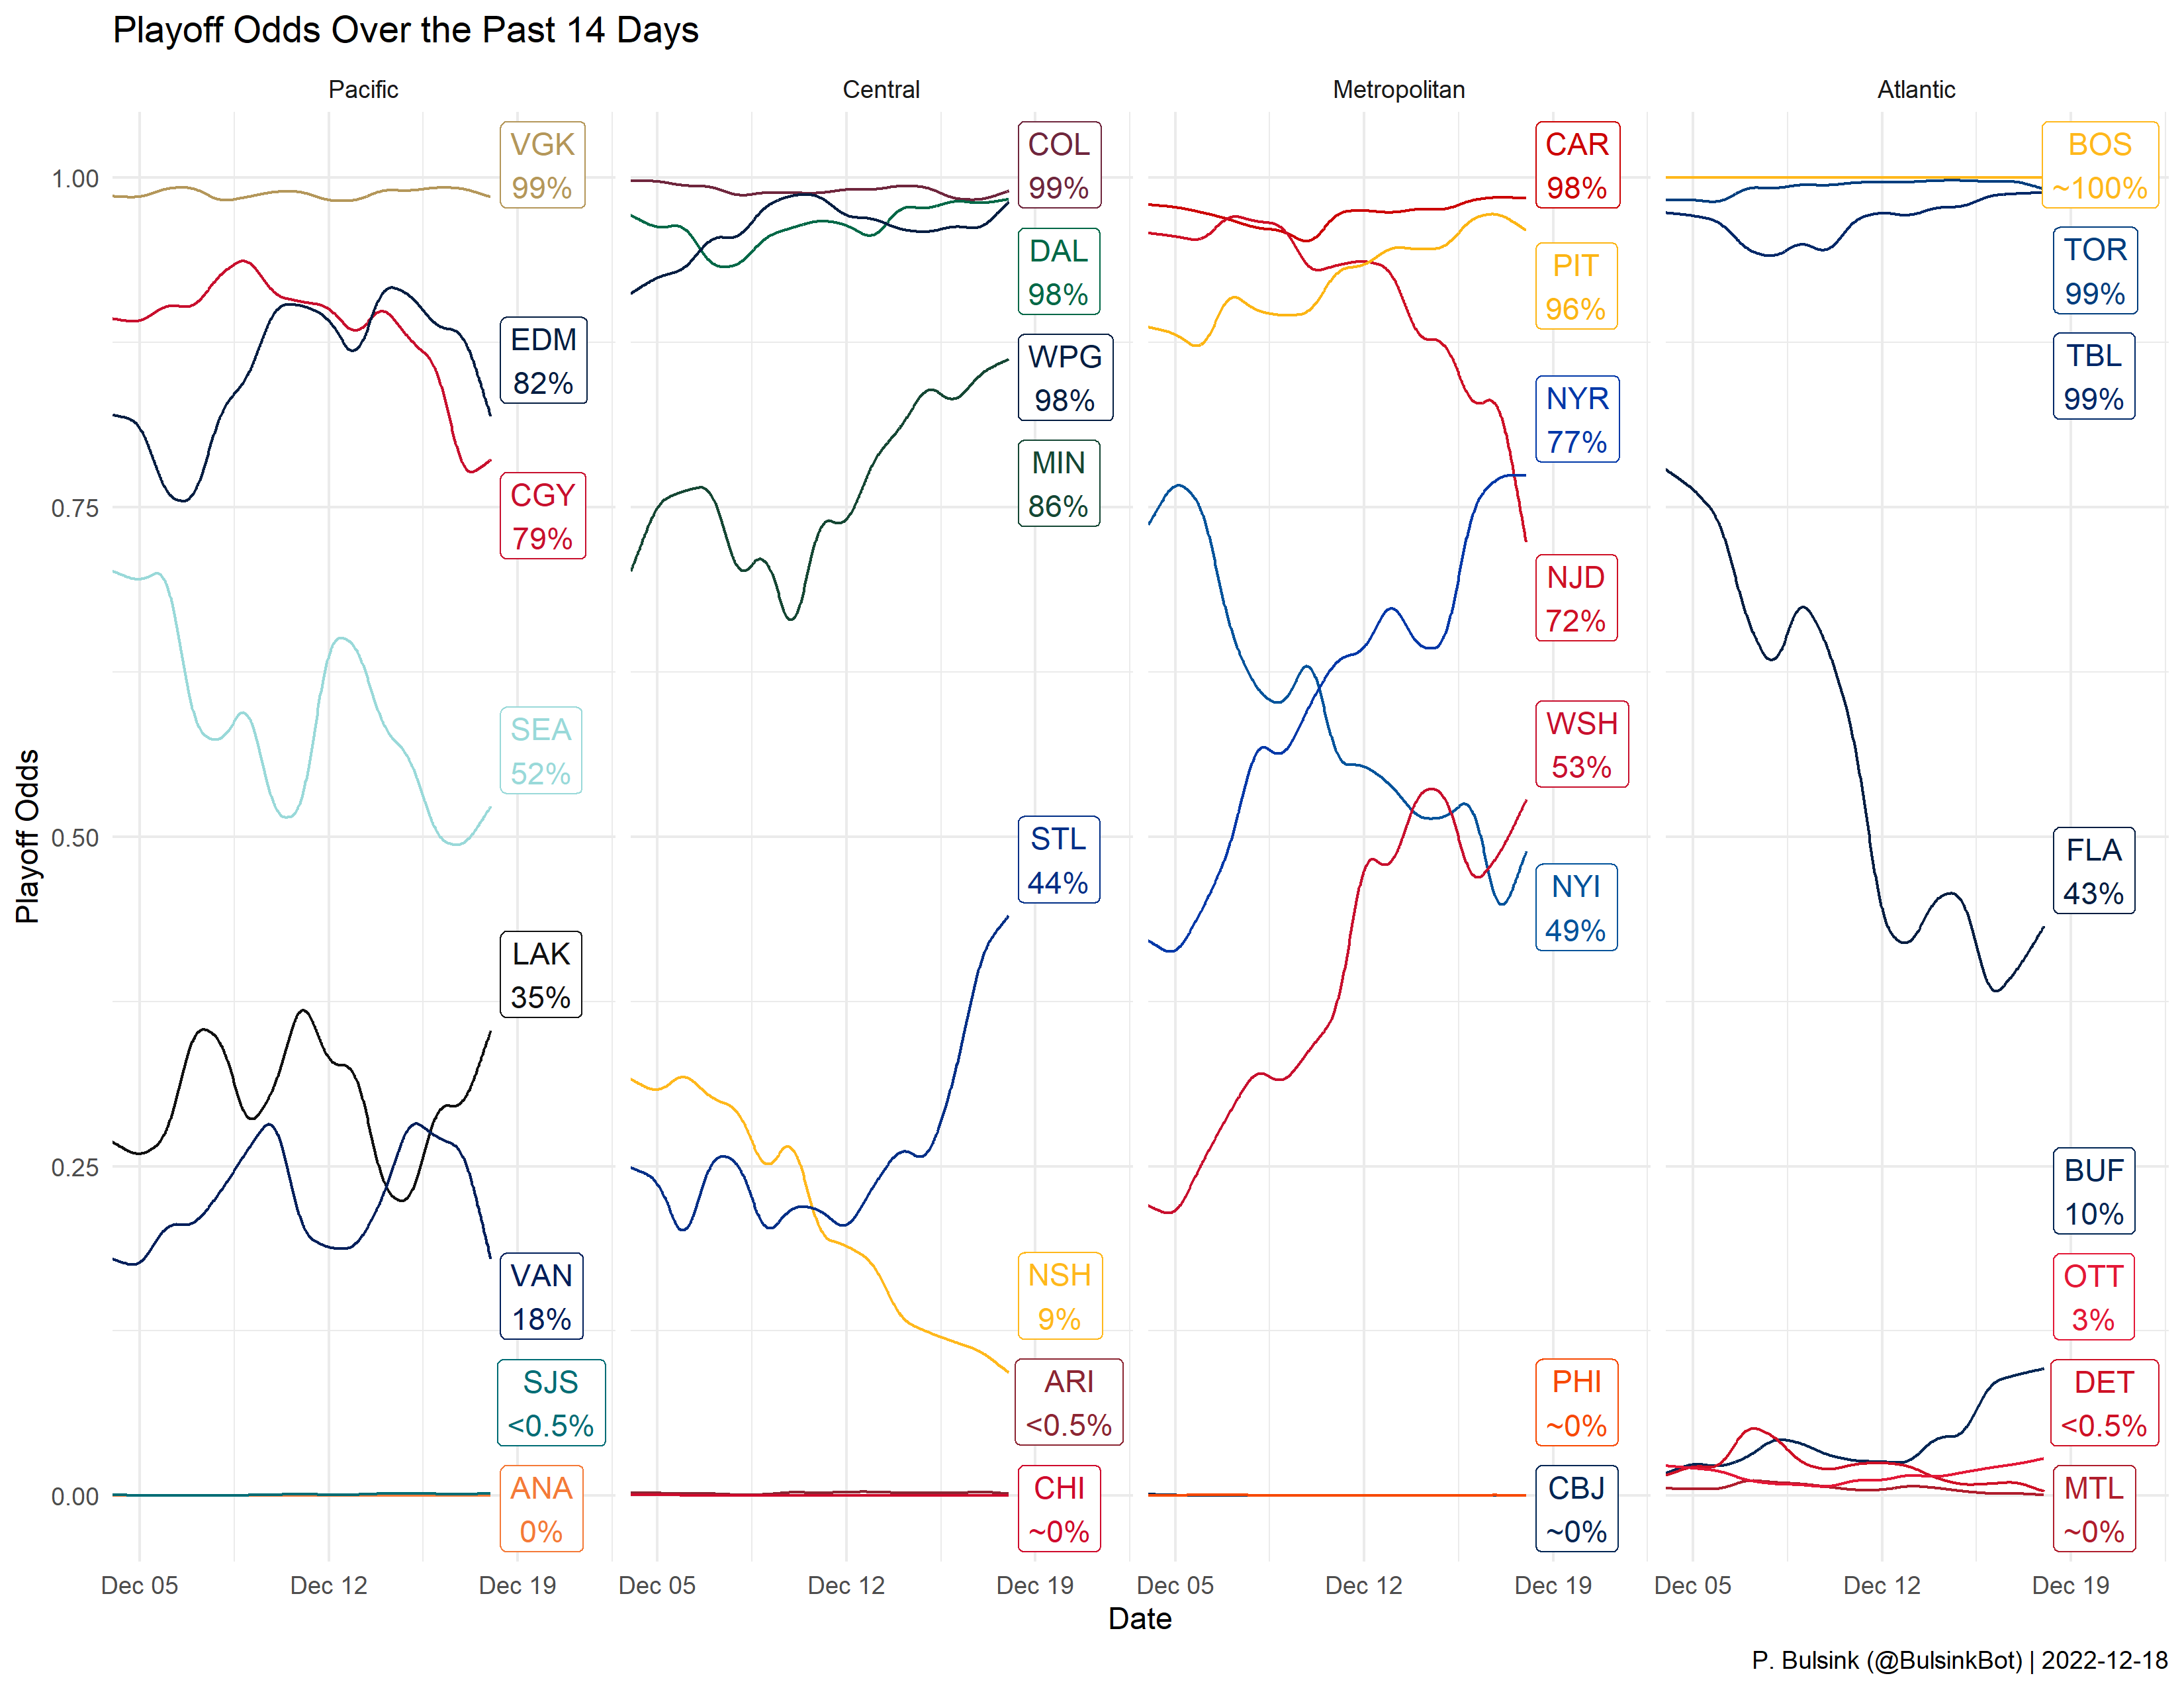 Playoff Odds Over the Past 14 Days
Pacific
Central
Metropolitan
Atlantic
Playoff Odds
1.00
0.75
0.50
0.25
0.00
VGK
99%
EDM
82%
CGY
79%
SEA
52%
LAK
35%
VAN
18%
SJS
<0.5%
ANA
0%
COL
99%
DAL
98%
WPG
98%
MIN
86%
STL
44%
NSH
9%
ARI
<0.5%
CHI
~0%
CAR
98%
PIT
96%
NYR
77%
NJD
72%
WSH
53%
NYI
49%
PHI
~0%
CBJ
~0%
BOS
~100%
TOR
99%
TBL
99%
FLA
43%
BUF
10%
OTT
3%
DET
<0.5%
MTL
~0%
Dec 05
Dec 12
Dec 19
Dec 05
Dec 12
Dec 19
Dec 05
Dec 12
Dec 19
Dec 05
Dec 12
Dec 19
Date
P. Bulsink (@BulsinkBot) | 2022-12-18